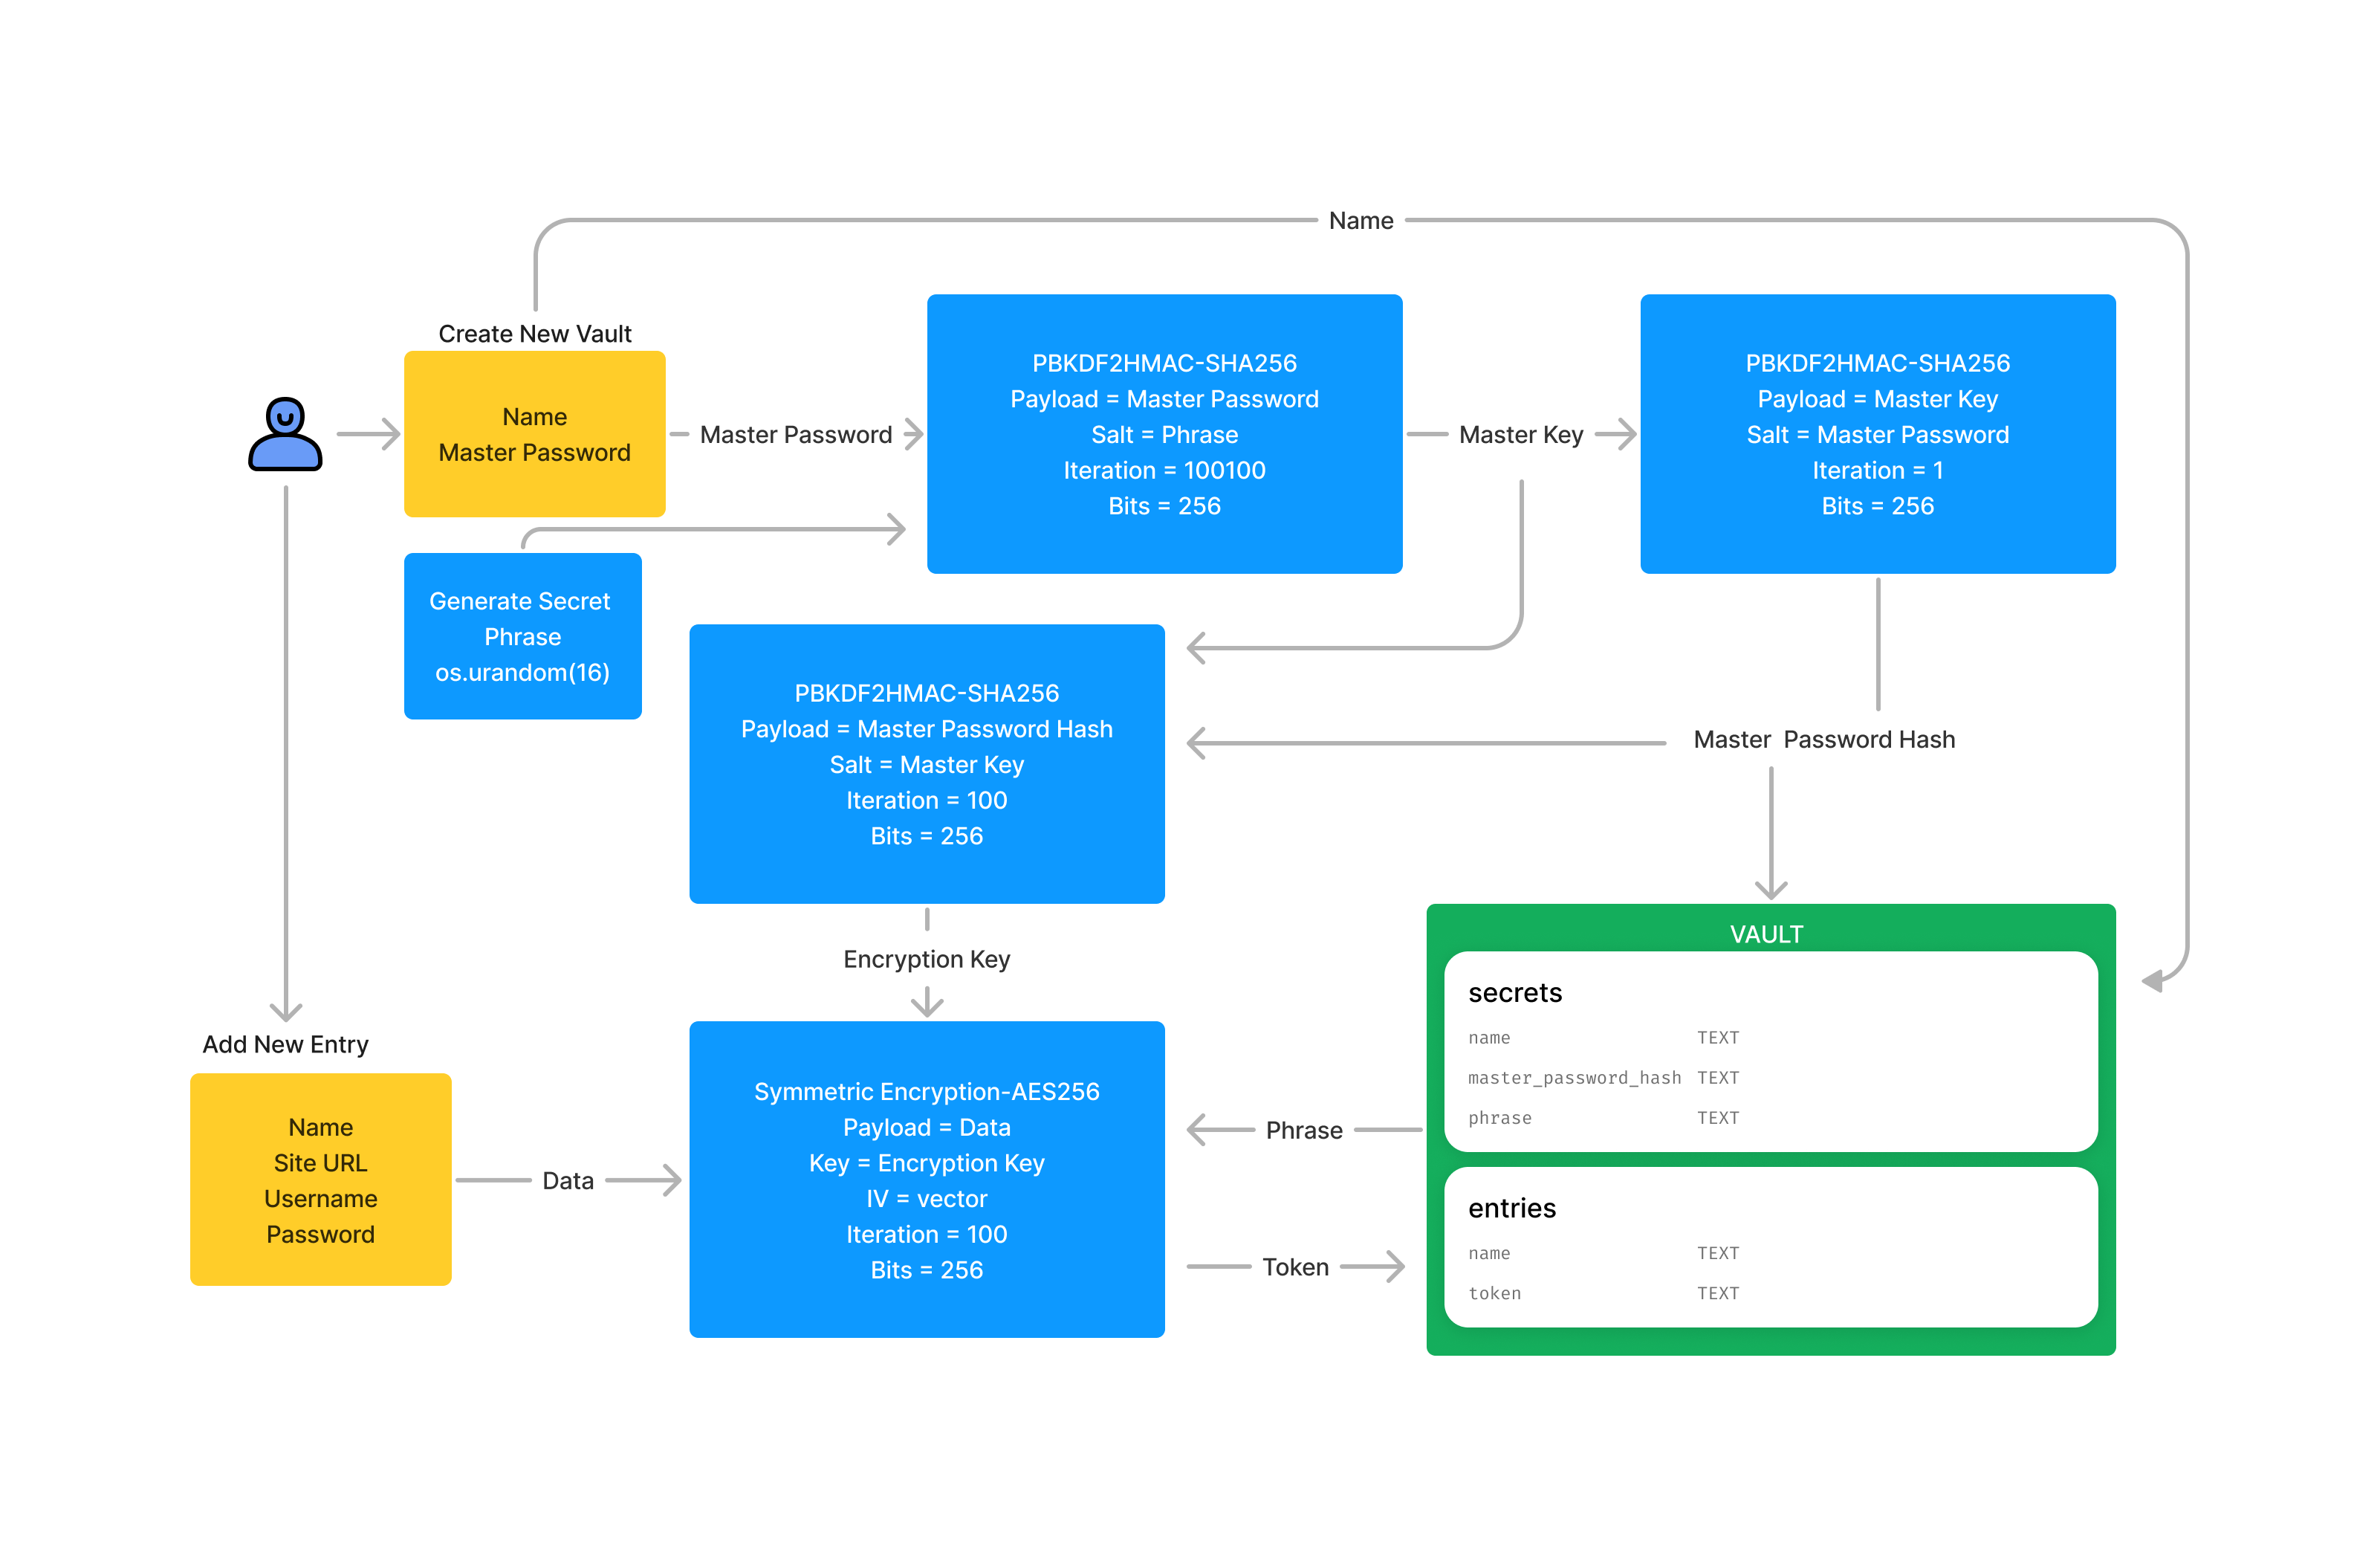 Name
Create New Vault
Name
Master Password
Master Password
PBKDF2HMAC-SHA256
Payload = Master Password
Salt = Phrase
Iteration = 100100
Bits = 256
Master Key
PBKDF2HMAC-SHA256
Payload = Master Key
Salt = Master Password
Iteration = 1
Bits = 256
Generate Secret
Phrase
os.urandom(16)
PBKDF2HMAC-SHA256
Payload = Master Password Hash
Salt = Master Key
Iteration = 100
Bits = 256
Master  Password Hash
Encryption Key
Add New Entry
Name
Site URL
Username
Password
Data
Symmetric Encryption-AES256
Payload = Data
Key = Encryption Key
IV = vector
Iteration = 100
Bits = 256
Phrase
Token
VAULT
secrets
name TEXT
master_password_hash TEXT
phrase TEXT
entries
name TEXT
token TEXT